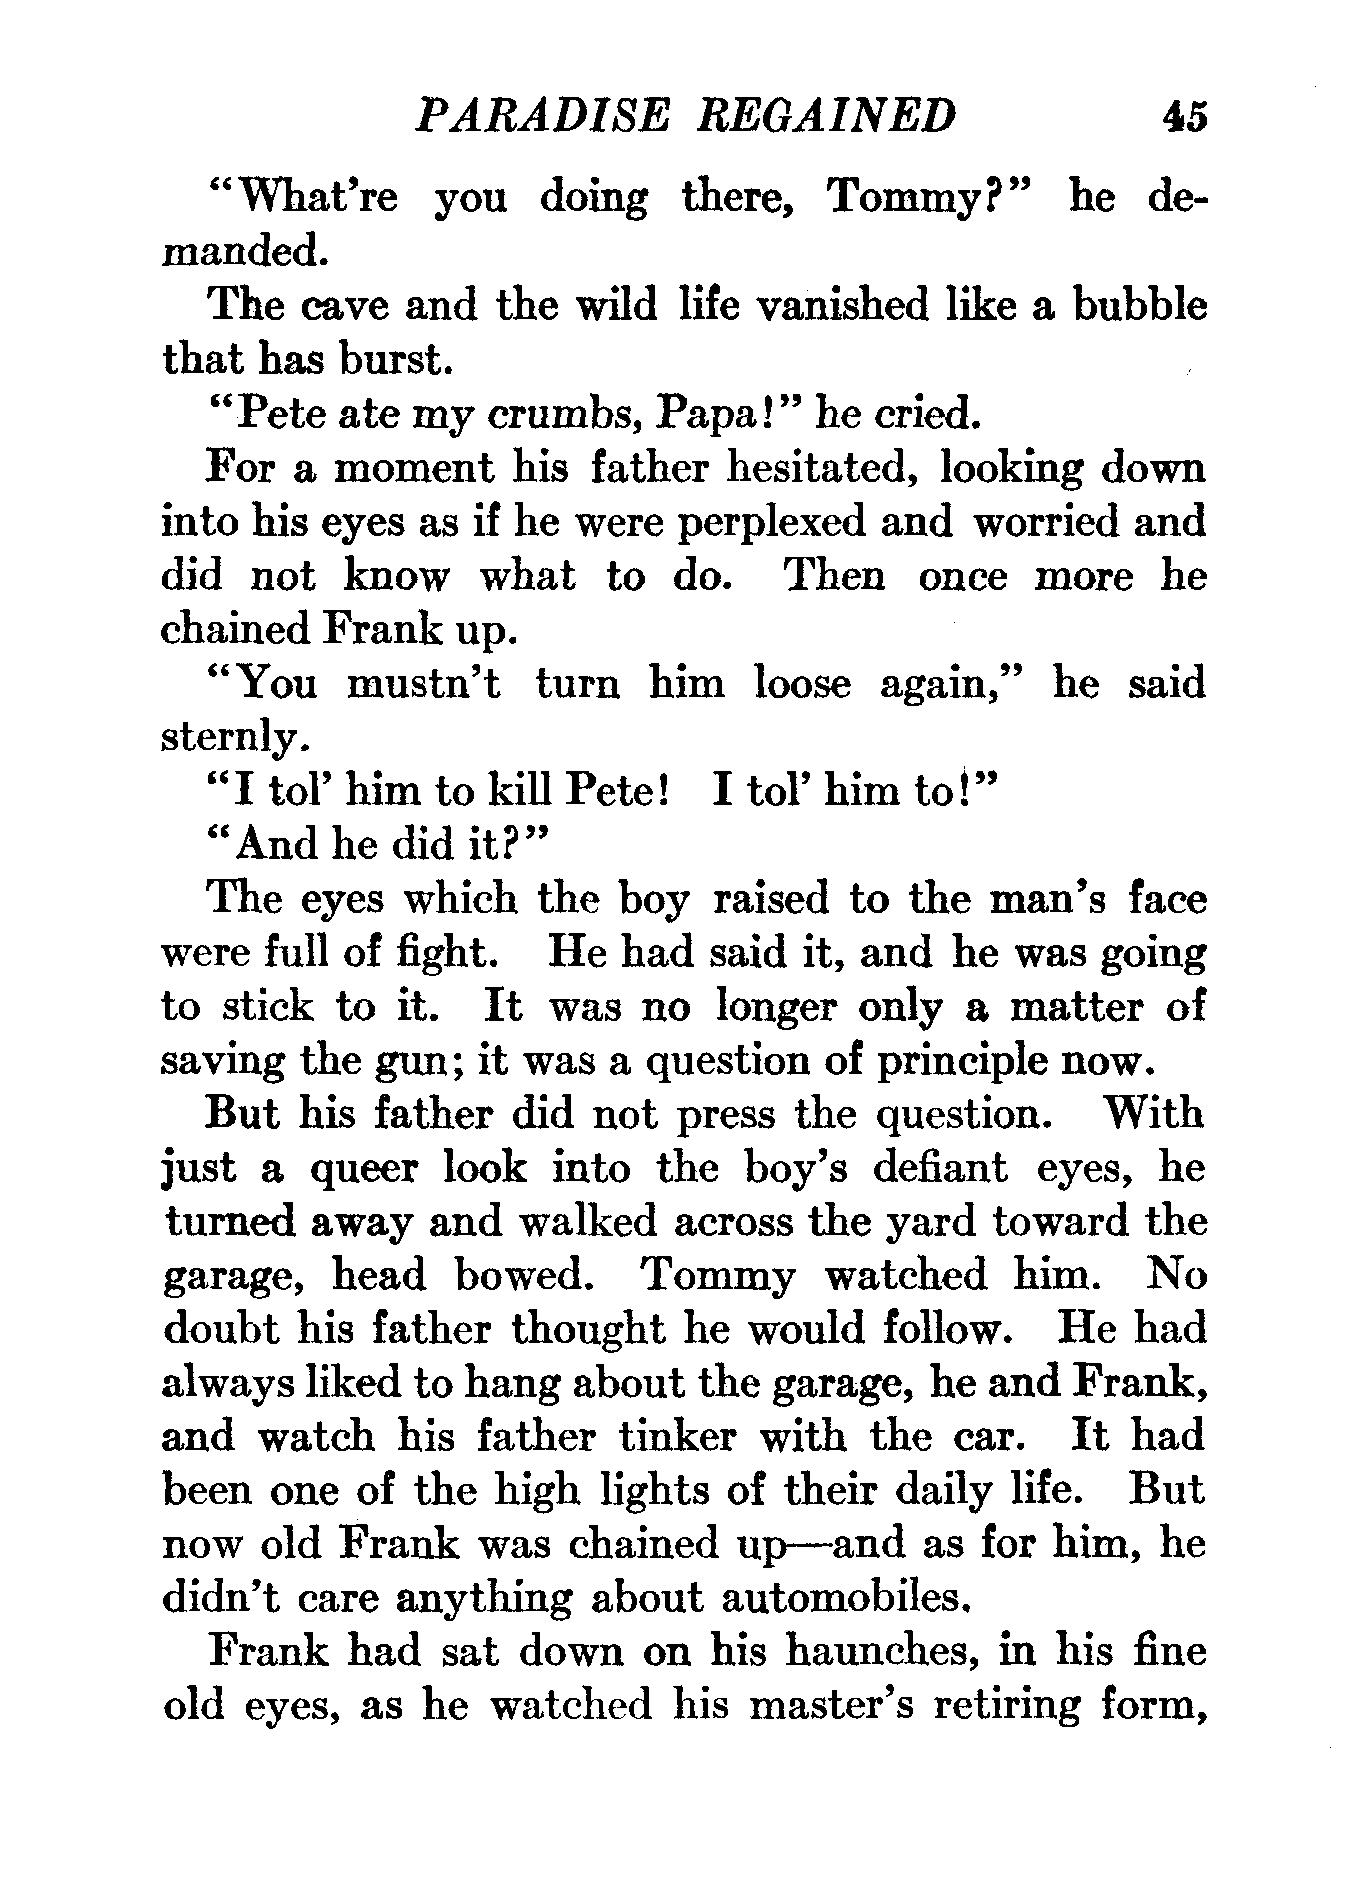 PARADISE REGAINED 45
“What’re you doing there, Tommy?” he de-
manded.
The cave and the wild life vanished like a bubble
that has burst.
“Pete ate my crumbs, Papa!” he cried.
For a moment his father hesitated, looking down
into his eyes as if he were perplexed and worried and
did not know what to do. Then once more he
chained Frank up.
“You mustn’t turn him loose again,” he said
sternly.
“I tol’ him to kill Pete! I tol’ him to!”
“And he did it?”
The eyes which the boy raised to the man’s face
were full of fight. He had said it, and he was going
to stick to it. It was no longer only a matter of
saving the gun; it was a question of principle now.
But his father did not press the question. With
just a queer look into the boy’s defiant eyes, he
turned away and walked across the yard toward the
garage, head bowed. Tommy watched him. No
doubt his father thought he would follow. He had
always liked to hang about the garage, he and Frank,
and watch his father tinker with the car. It had
been one of the high lights of their daily life. But
now old Frank was chained up—and as for him, he
didn’t care anything about automobiles.
Frank had sat down on his haunches, in his fine
old eyes, as he watched his master’s retiring form,